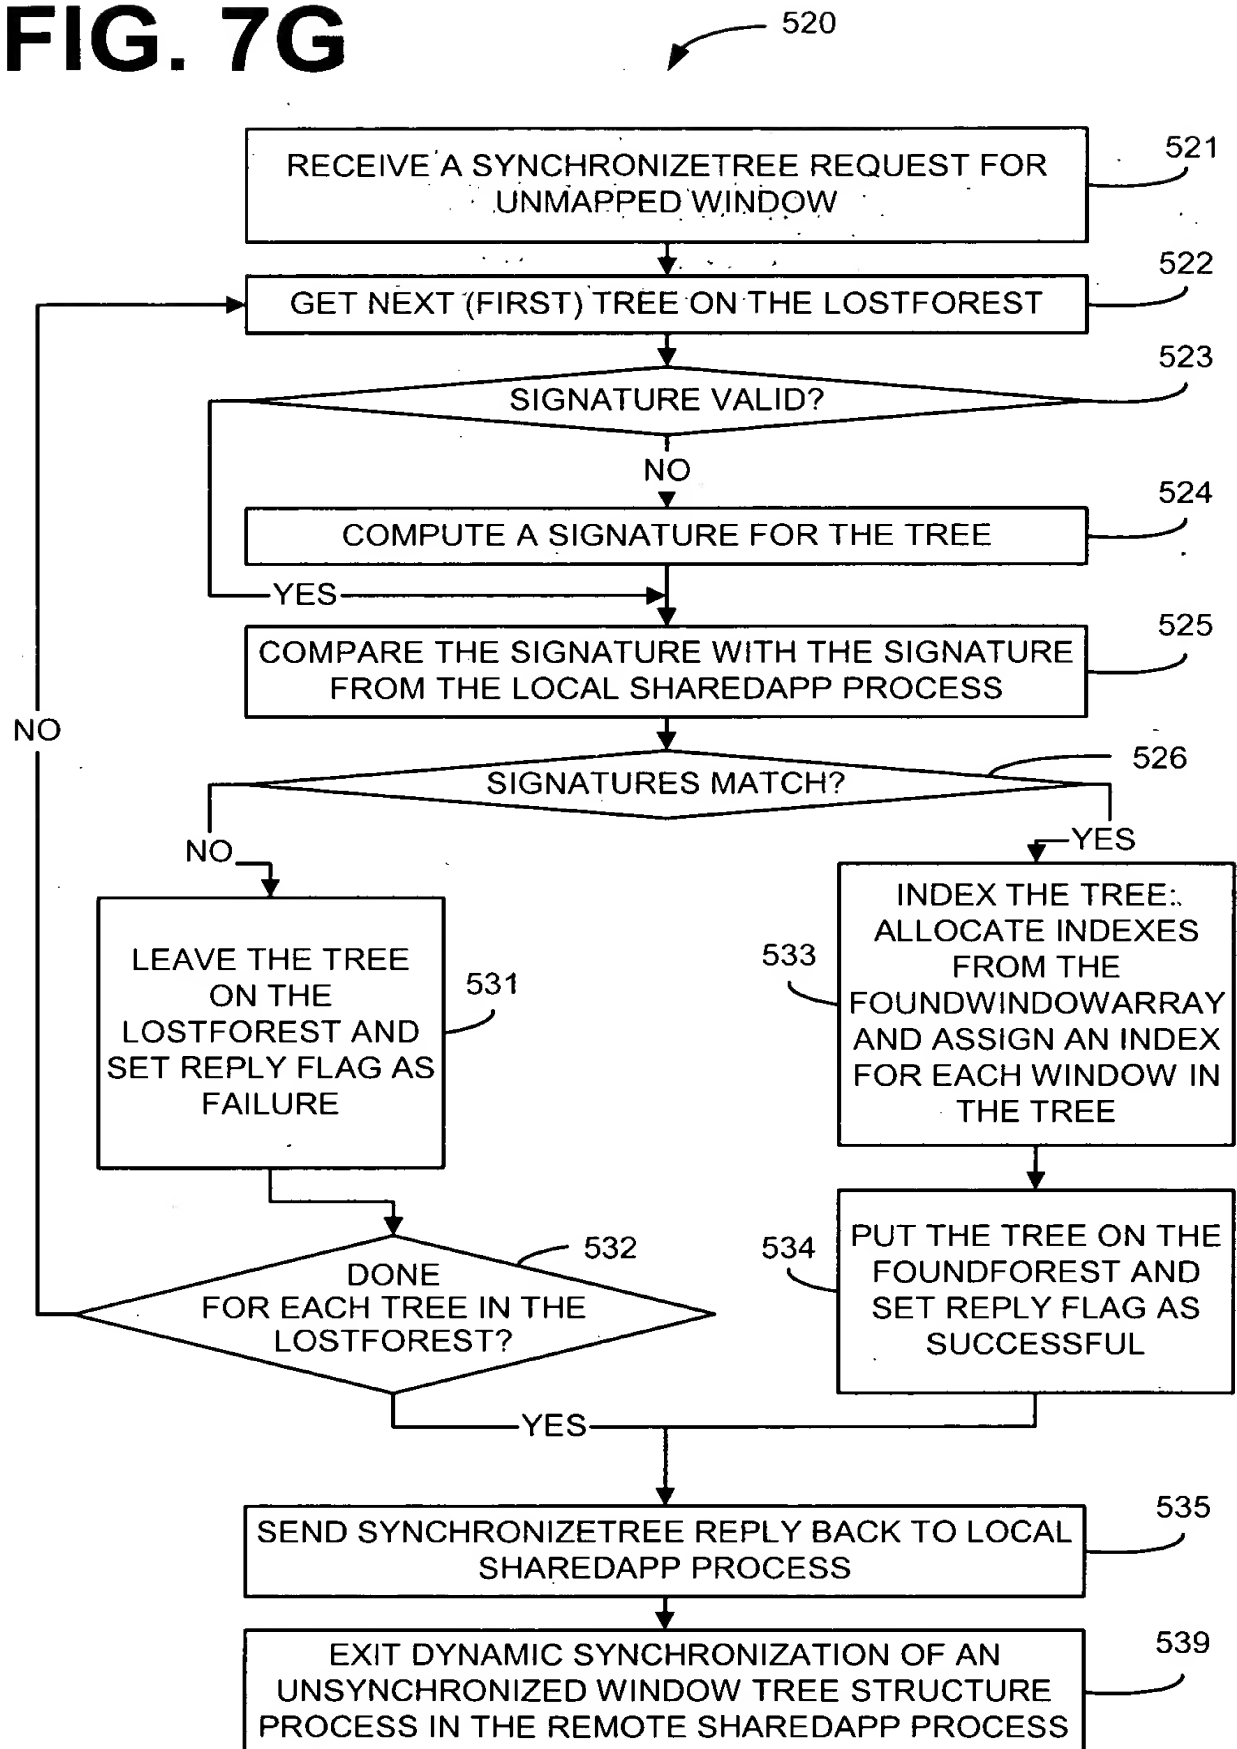 FIG. 7G
520
RECEIVE A SYNCHRONIZETREE REQUEST FOR
UNMAPPED WINDOW
521
GET NEXT (FIRST) TREE ON THE LOSTFOREST
522
SIGNATURE VALID?
523
NO
COMPUTE A SIGNATURE FOR THE TREE
524
YES
COMPARE THE SIGNATURE WITH THE SIGNATURE
FROM THE LOCAL SHAREDAPP PROCESS
525
NO
SIGNATURES MATCH?
526
NO
YES
LEAVE THE TREE
ON THE
LOSTFOREST AND
SET REPLY FLAG AS
FAILURE
531
INDEX THE TREE:
ALLOCATE INDEXES
FROM THE
FOUNDWINDOWARRAY
AND ASSIGN AN INDEX
FOR EACH WINDOW IN
THE TREE
533
DONE
FOR EACH TREE IN THE
LOSTFOREST?
532
PUT THE TREE ON THE
FOUNDFOREST AND
SET REPLY FLAG AS
SUCCESSFUL
534
YES
SEND SYNCHRONIZETREE REPLY BACK TO LOCAL
SHAREDAPP PROCESS
535
EXIT DYNAMIC SYNCHRONIZATION OF AN
UNSYNCHRONIZED WINDOW TREE STRUCTURE
PROCESS IN THE REMOTE SHAREDAPP PROCESS
539